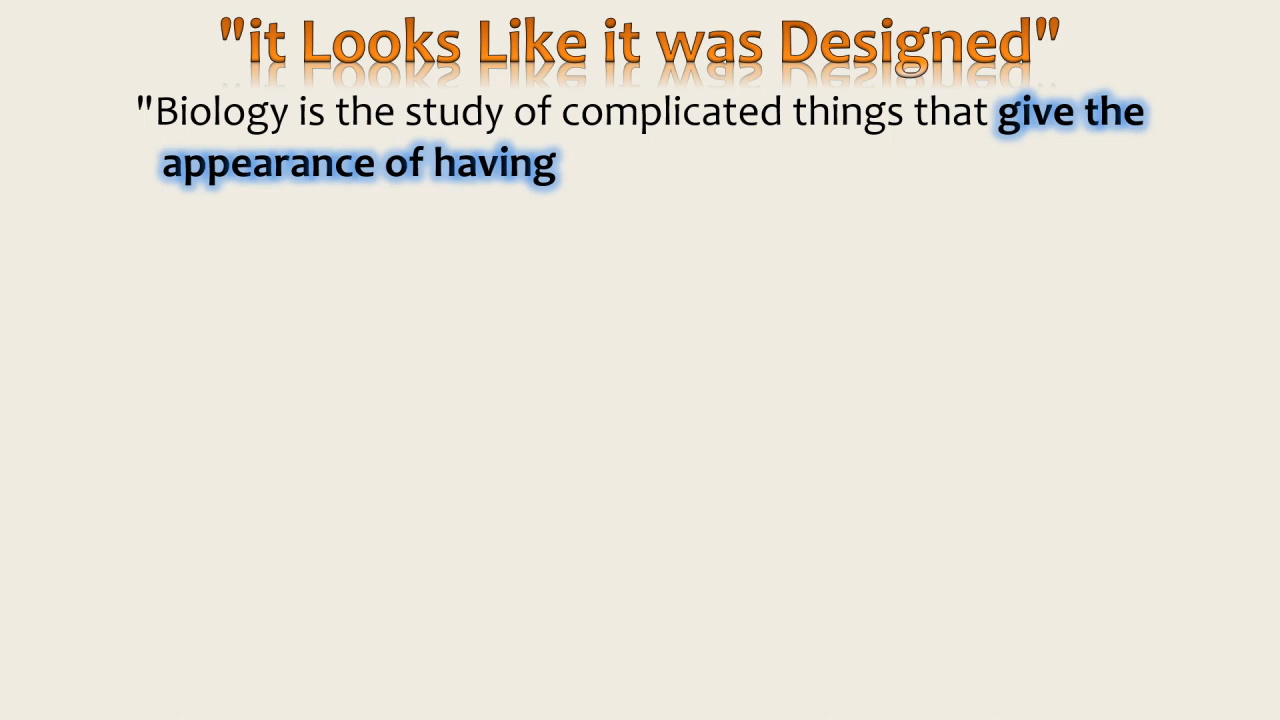 "it Looks Like it was Designed"
"Biology is the study of complicated things that give the
appearance of having